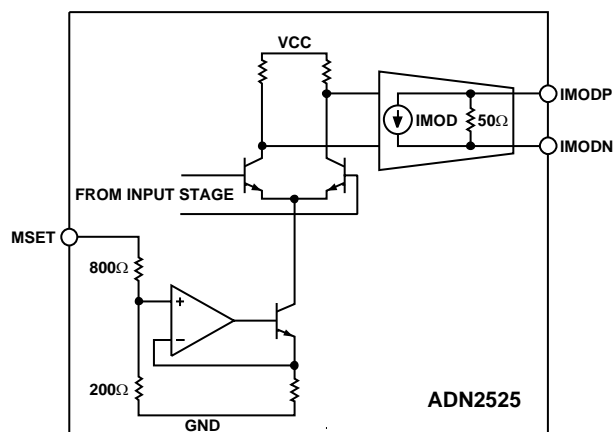 VCC
IMODP
IMOD
50Ω
IMODN
FROM INPUT STAGE
MSET
800Ω
+
−
200Ω
ADN2525
GND